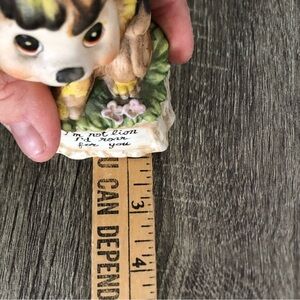 I'm not lion
I'd roar
for you
U CAN DEPEND
3
4